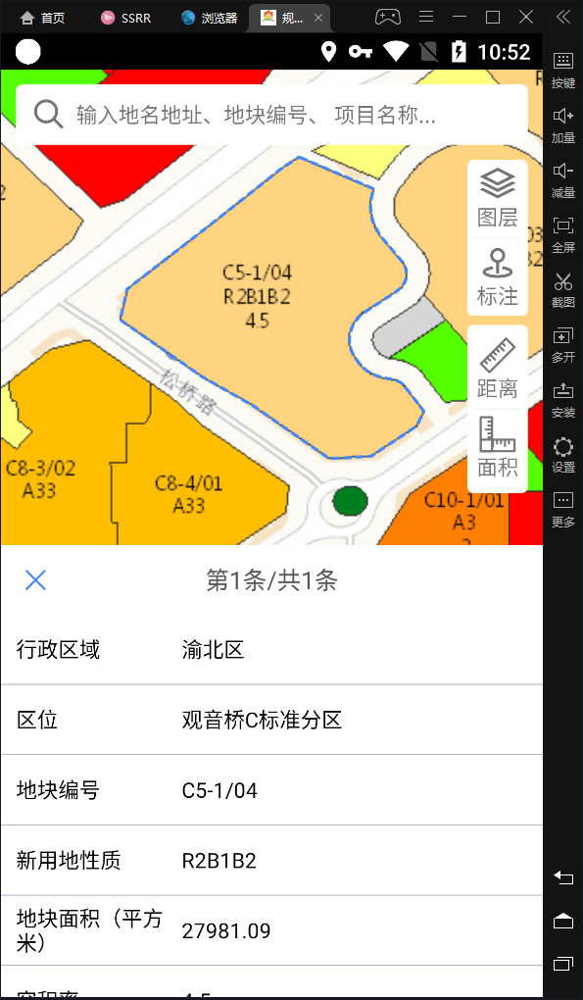 首页
SSRR
浏览器
规...
10:52
按键
加量
减量
全屏
截图
多开
安装
设置
更多
输入地名地址、地块编号、 项目名称...
图层
标注
距离
面积
C5-1/04
R2B1B2
4.5
松桥路
C8-3/02
A33
C8-4/01
A33
C10-1/01
A3
第1条/共1条
行政区域
渝北区
区位
观音桥C标准分区
地块编号
C5-1/04
新用地性质
R2B1B2
地块面积（平方
米）
27981.09
容积率
4.5